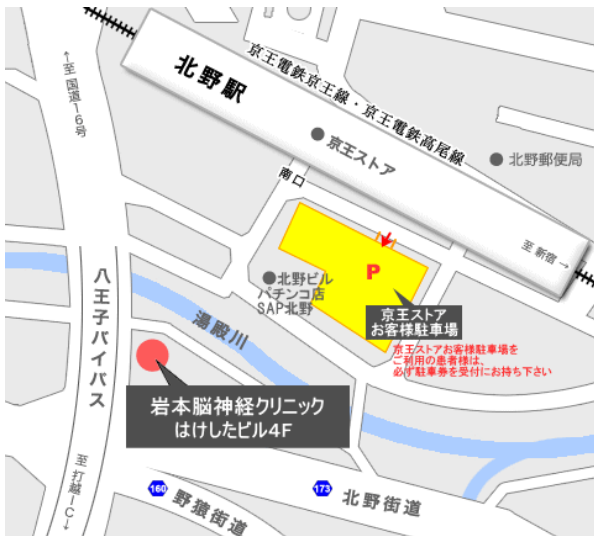 ←至 国道16号
北野駅
京王電鉄京王線・京王電鉄高尾線
京王ストア
北野郵便局
南口
至 新宿→
P
北野ビル
パチンコ店
SAP北野
京王ストア
お客様駐車場
京王ストアお客様駐車場を
ご利用の患者様は、
必ず駐車券を受付にお持ち下さい
八王子バイパス
湯殿川
岩本脳神経クリニック
はけしたビル4F
至 打越IC→
160
野猿街道
173
北野街道